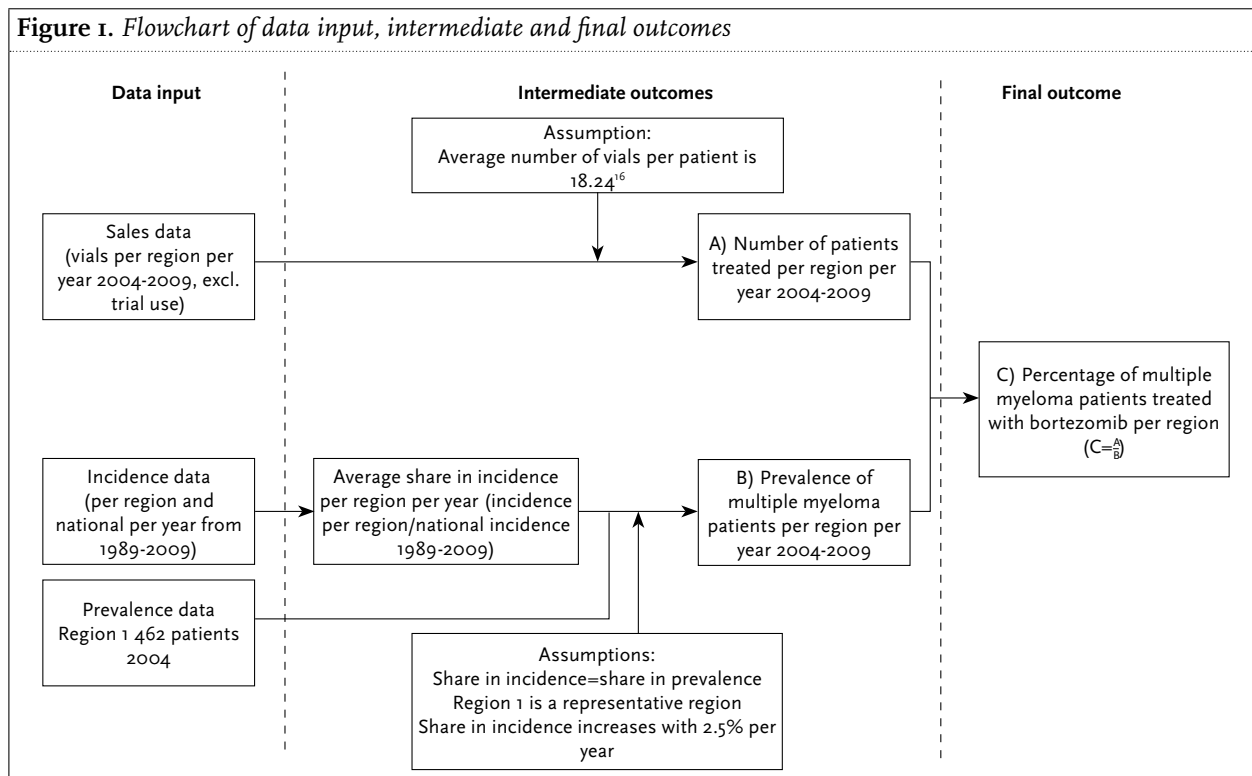 Figure 1. Flowchart of data input, intermediate and final outcomes
Data input
Intermediate outcomes
Final outcome
Assumption:
Average number of vials per patient is
18.24¹⁶
Sales data
(vials per region per
year 2004-2009, excl.
trial use)
A) Number of patients
treated per region per
year 2004-2009
C) Percentage of multiple
myeloma patients treated
with bortezomib per region
(C=A/B)
Incidence data
(per region and
national per year from
1989-2009)
Average share in incidence
per region per year (incidence
per region/national incidence
1989-2009)
B) Prevalence of
multiple myeloma
patients per region per
year 2004-2009
Prevalence data
Region 1 462 patients
2004
Assumptions:
Share in incidence=share in prevalence
Region 1 is a representative region
Share in incidence increases with 2.5% per
year